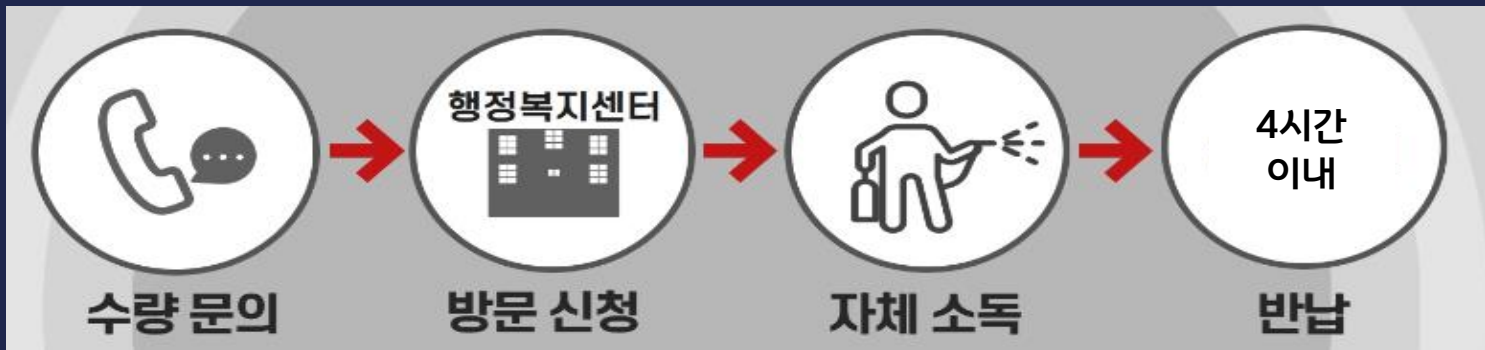 행정복지센터
4시간
이내
수량 문의
방문 신청
자체 소독
반납